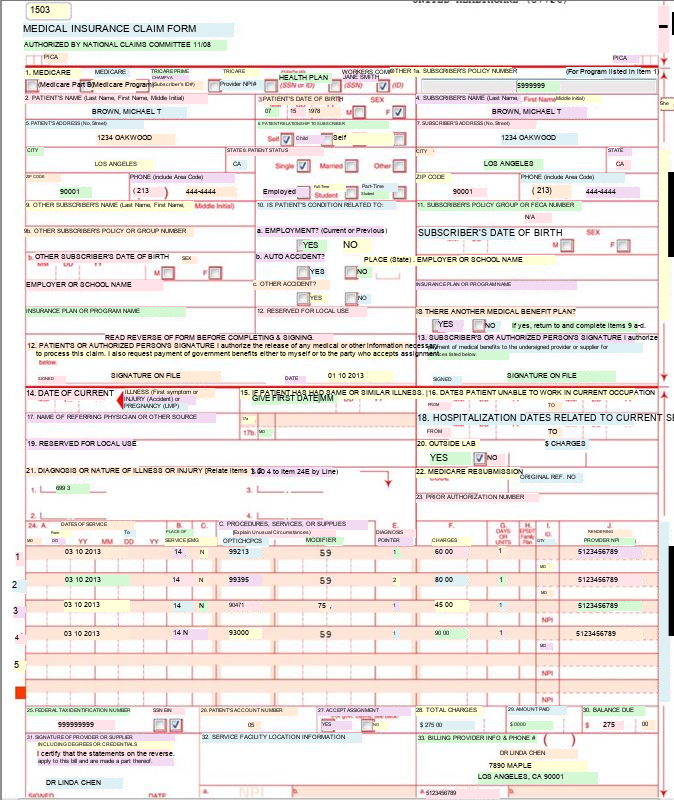 1503
UNITED HEALTHCARE (S7726)
MEDICAL INSURANCE CLAIM FORM
AUTHORIZED BY NATIONAL CLAIMS COMMITTEE 11/08
PICA PICA
1. MEDICARE MEDICARE TRICARE PRIME CHAMPVA TRICARE HEALTH PLAN WORKERS COMP JANE SMITH OTHER 1a. SUBSCRIBER'S POLICY NUMBER (For Program listed in Item 1)
(Medicare Part B) (Medicare Program) (Subscriber's ID#) Provider NPI# (SSN or ID) (SSN) (ID) 5999999
2. PATIENT'S NAME (Last Name, First Name, Middle Initial) 3.PATIENT'S DATE OF BIRTH SEX 4. SUBSCRIBER'S NAME (Last Name, First Name, Middle Initial)
BROWN, MICHAEL T 07 15 1978 M F BROWN, MICHAEL T
5.PATIENT'S ADDRESS (No., Street) 6. PATIENT RELATIONSHIP TO SUBSCRIBER 7.SUBSCRIBER'S ADDRESS (No., Street)
1234 OAKWOOD Self Child Self 1234 OAKWOOD
CITY STATE 8. PATIENT STATUS CITY STATE
LOS ANGELES CA Single Married Other LOS ANGELES CA
ZIP CODE PHONE (include Area Code) ZIP CODE PHONE (include Area Code)
90001 ( 213 ) 444-4444 Employed Full-Time Student Part-Time Student 90001 ( 213) 444-4444
9. OTHER SUBSCRIBER'S NAME (Last Name, First Name, Middle Initial) 10. IS PATIENT'S CONDITION RELATED TO: 11. SUBSCRIBER'S POLICY GROUP OR FECA NUMBER
N/A
9b. OTHER SUBSCRIBER'S POLICY OR GROUP NUMBER a. EMPLOYMENT? (Current or Previous) SUBSCRIBER'S DATE OF BIRTH SEX
YES NO M F
b. OTHER SUBSCRIBER'S DATE OF BIRTH SEX b. AUTO ACCIDENT? PLACE (State) . EMPLOYER OR SCHOOL NAME
MM DD YY M F YES NO
EMPLOYER OR SCHOOL NAME c. OTHER ACCIDENT? INSURANCE PLAN OR PROGRAM NAME
YES NO
INSURANCE PLAN OR PROGRAM NAME 12. RESERVED FOR LOCAL USE IS THERE ANOTHER MEDICAL BENEFIT PLAN?
YES NO If yes, return to and complete Items 9 a-d.
READ REVERSE OF FORM BEFORE COMPLETING & SIGNING. 13. SUBSCRIBER'S OR AUTHORIZED PERSON'S SIGNATURE I authorize
12. PATIENTS OR AUTHORIZED PERSON'S SIGNATURE I authorize the release of any medical or other information necessary payment of medical benefits to the undersigned provider or supplier for
to process this claim. I also request payment of government benefits either to myself or to the party who accepts assignment services listed below.
below.
SIGNED SIGNATURE ON FILE DATE 01 10 2013 SIGNED SIGNATURE ON FILE
14. DATE OF CURRENT ILLNESS (First symptom or INJURY (Accident) or PREGNANCY (LMP) 15. IF PATIENT HAS HAD SAME OR SIMILAR ILLNESS. 16. DATES PATIENT UNABLE TO WORK IN CURRENT OCCUPATION
GIVE FIRST DATE MM FROM TO
17. NAME OF REFERRING PHYSICIAN OR OTHER SOURCE 17a 18. HOSPITALIZATION DATES RELATED TO CURRENT SE
17b. MD FROM TO
19. RESERVED FOR LOCAL USE 20. OUTSIDE LAB $ CHARGES
YES NO
21. DIAGNOSIS OR NATURE OF ILLNESS OR INJURY [Relate Items 1, 2, 3 & 4 to Item 24E by Line) 22. MEDICARE RESUBMISSION
CODE ORIGINAL REF. NO
1. 699 3 3.
23. PRIOR AUTHORIZATION NUMBER
2. 4.
24. A. DATES OF SERVICE B. C. C. PROCEDURES, SERVICES, OR SUPPLIES E. F. G. H. I. J.
From To PLACE OF (Explain Unusual Circumstances) DIAGNOSIS DAYS OR UNITS EPSDT Family Plan ID. RENDERING
MD DD YY MM DD YY SERVICE EMG OPT/HCPCS MODIFIER POINTER CHARGES QTY PROVIDER NPI
1 03 10 2013 14 N 99213 59 1 60 00 1 5123456789
MD
2 03 10 2013 14 N 99395 59 2 80 00 1 5123456789
MD
3 03 10 2013 14 N 90471 75 , 1 45 00 1 5123456789
NPI
4 03 10 2013 14 N 93000 59 1 90 00 1 5123456789
NPI
5
NPI
NPI
25. FEDERAL TAX IDENTIFICATION NUMBER SSN EIN 26. PATIENT'S ACCOUNT NUMBER 27. ACCEPT ASSIGNMENT 28. TOTAL CHARGES 29. AMOUNT PAID 30. BALANCE DUE
999999999 05 YES NO $ 275 00 $ 0000 $ 275 00
31. SIGNATURE OF PROVIDER OR SUPPLIER 32. SERVICE FACILITY LOCATION INFORMATION 33. BILLING PROVIDER INFO & PHONE # ( )
INCLUDING DEGREES OR CREDENTIALS
I certify that the statements on the reverse. DR LINDA CHEN
apply to this bill and are made a part thereof. 7890 MAPLE
LOS ANGELES, CA 90001
DR LINDA CHEN
SIGNED DATE a. NPI b. a. 5123456789 b.